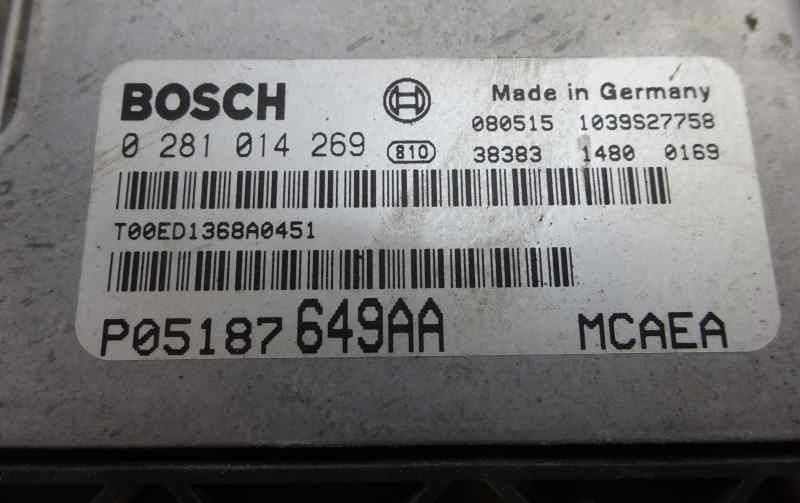 BOSCH Made in Germany
080515 1039S27758
0 281 014 269 810 38383 1480 0169
T00ED1368A0451
P05187649AA MCAEA